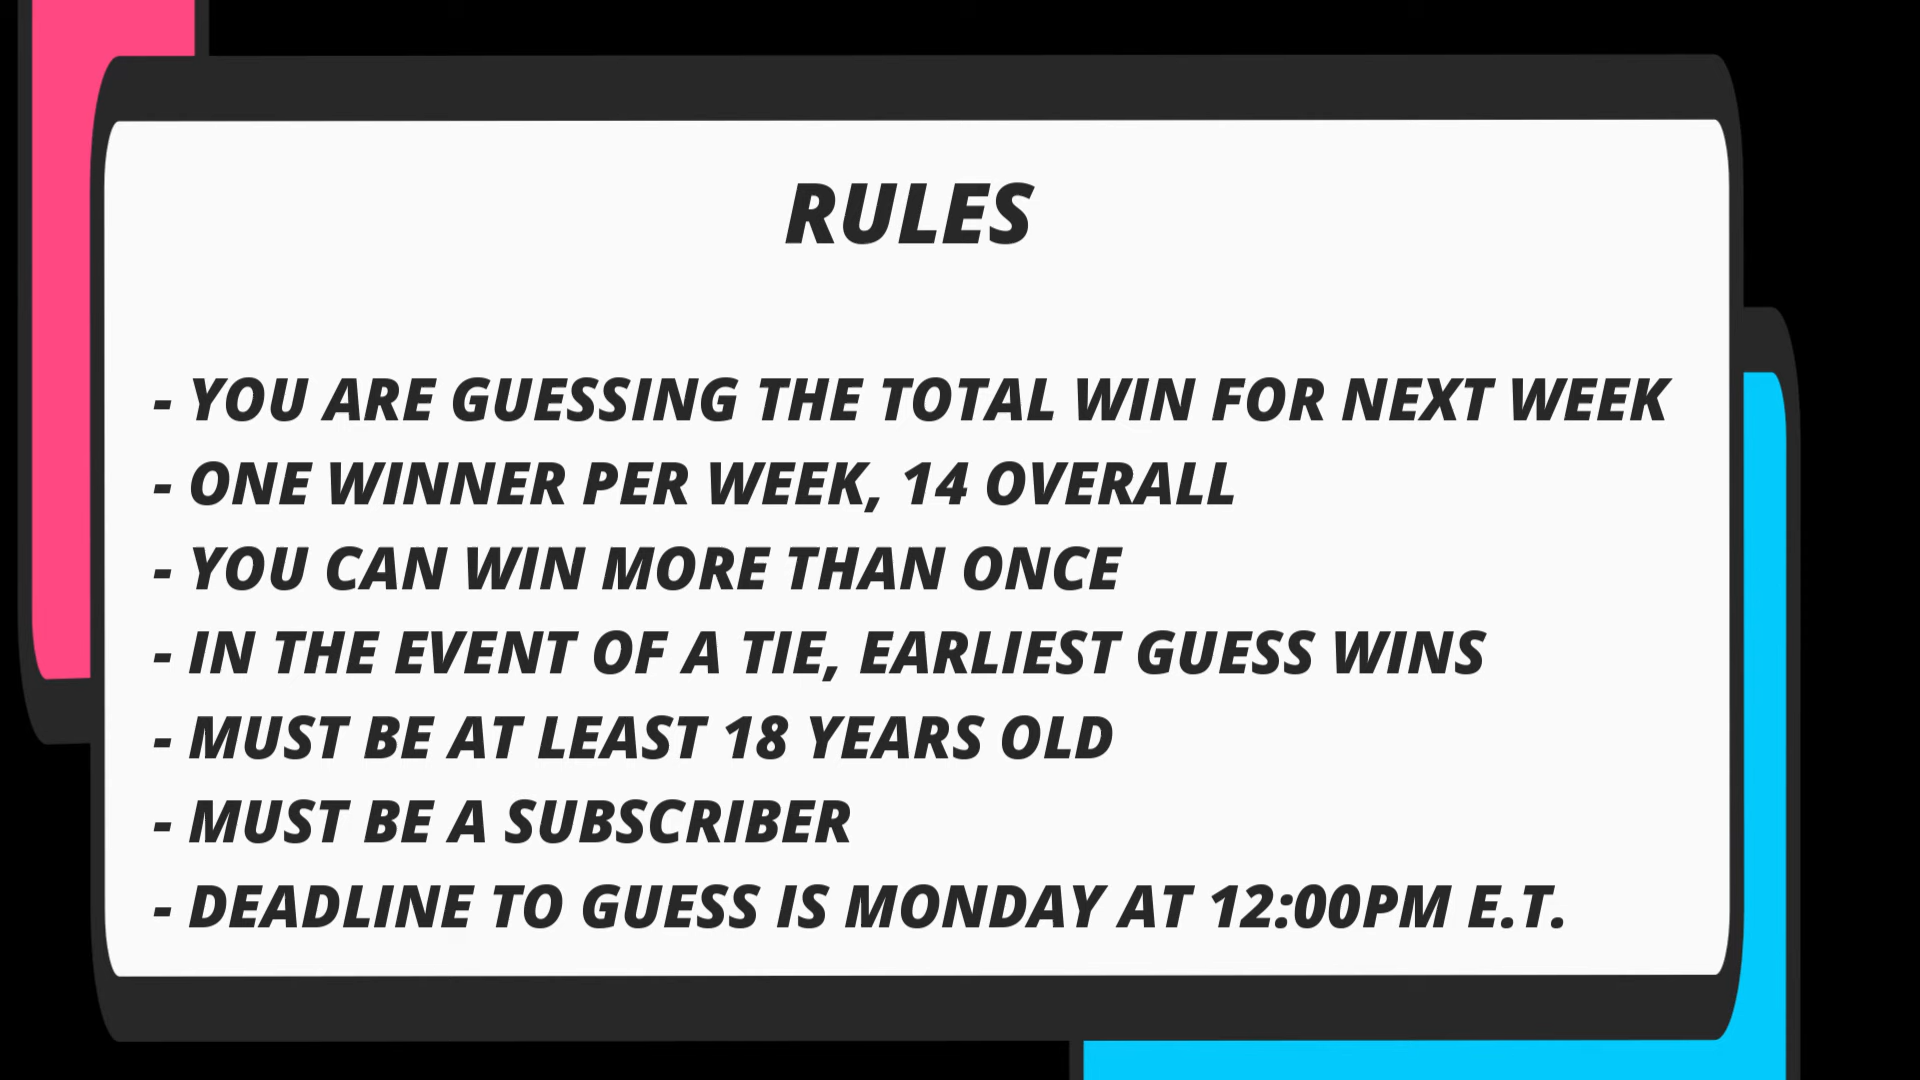 RULES
- YOU ARE GUESSING THE TOTAL WIN FOR NEXT WEEK
- ONE WINNER PER WEEK, 14 OVERALL
- YOU CAN WIN MORE THAN ONCE
- IN THE EVENT OF A TIE, EARLIEST GUESS WINS
- MUST BE AT LEAST 18 YEARS OLD
- MUST BE A SUBSCRIBER
- DEADLINE TO GUESS IS MONDAY AT 12:00PM E.T.